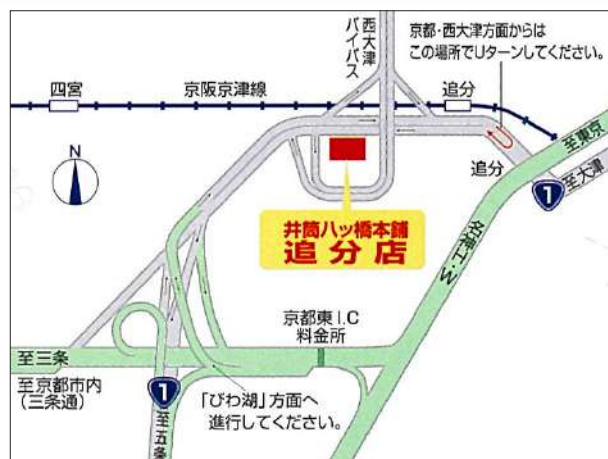 西大津
バイパス
京都・西大津方面からは
この場所でUターンしてください。
四宮
京阪京津線
追分
至東京
N
追分
至大津
1
井筒八ッ橋本舗
追分店
名神H・W
京都東I.C
料金所
至三条
至京都市内
(三条通)
1
至五条
「びわ湖」方面へ
進行してください。